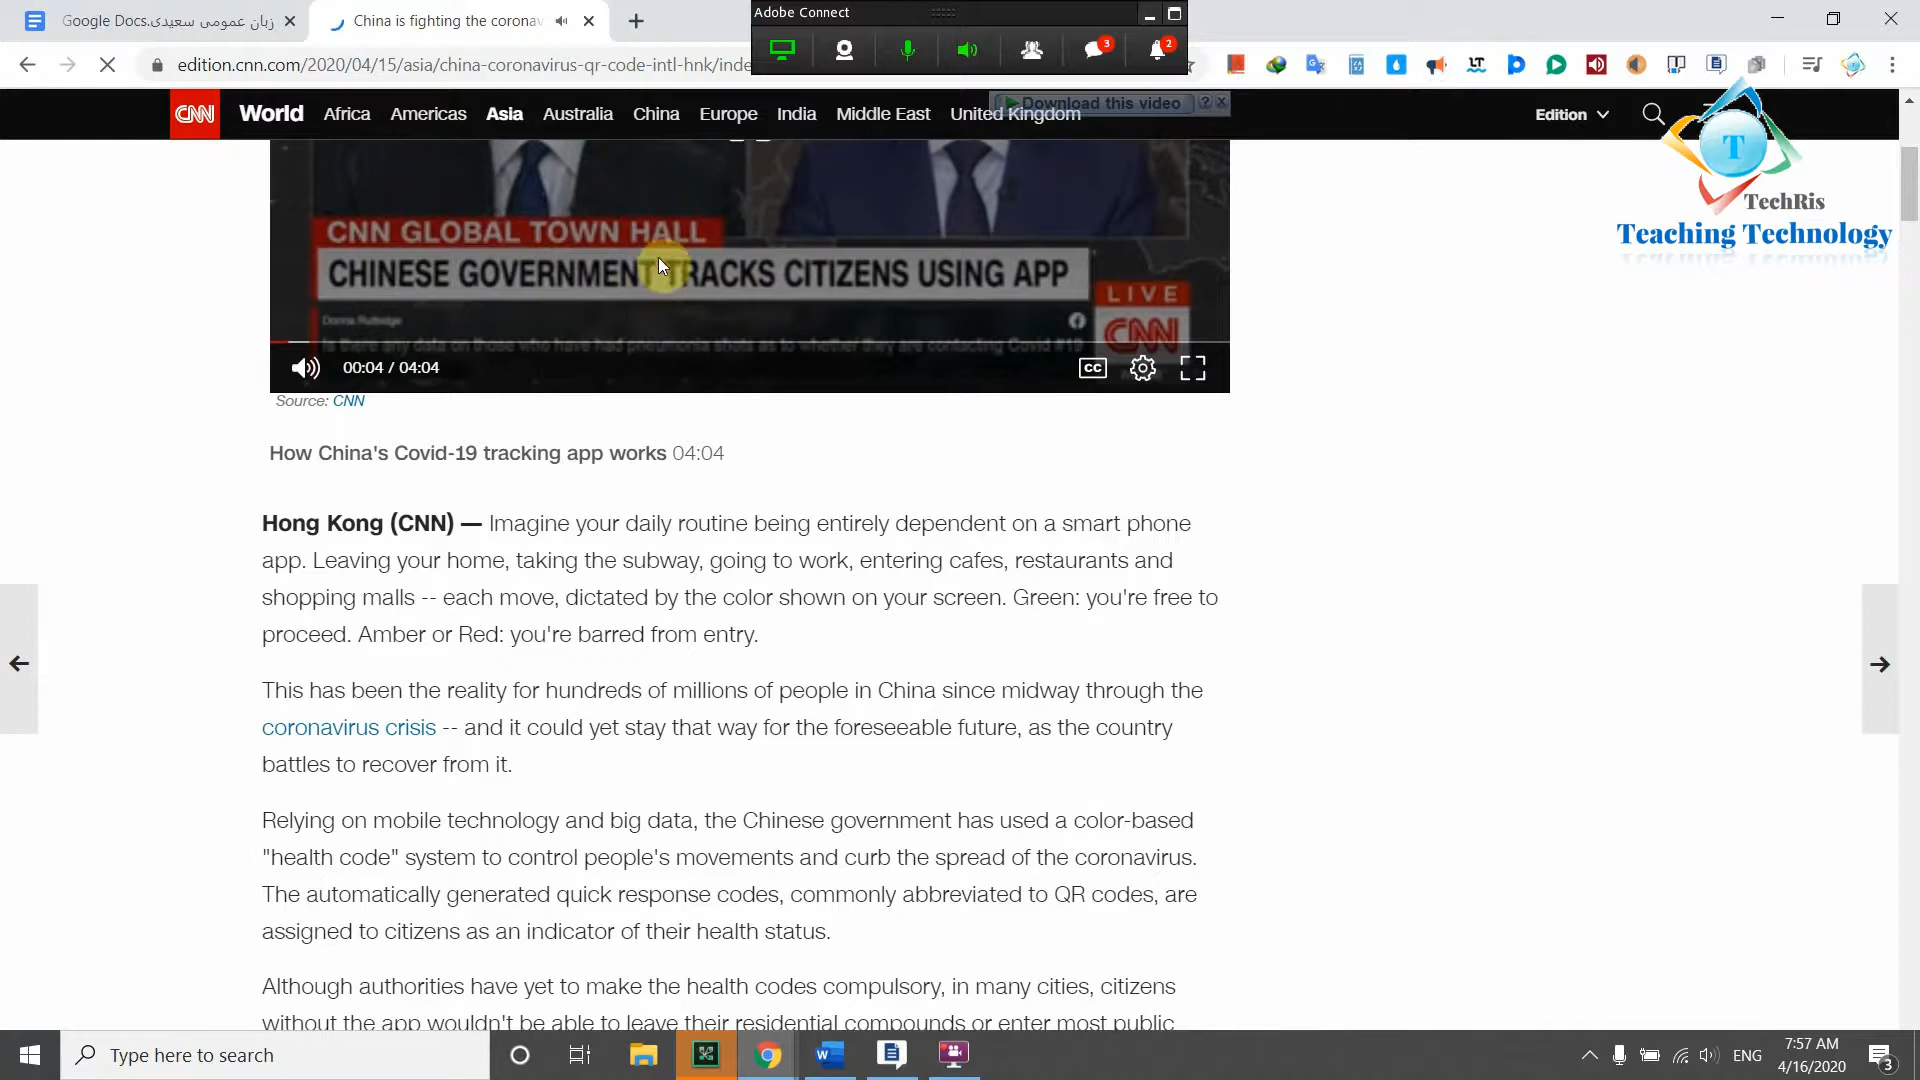 Adobe Connect
زبان عمومی سعیدی.Google Docs
China is fighting the coronav
3
2
edition.cnn.com/2020/04/15/asia/china-coronavirus-qr-code-intl-hnk/inde
CNN World Africa Americas Asia Australia China Europe India Middle East United Kingdom Edition
Download this video ?
T
TechRis
Teaching Technology
CNN GLOBAL TOWN HALL
CHINESE GOVERNMENT TRACKS CITIZENS USING APP
LIVE
CNN
Is there any data on those who have had pneumonia shots as to whether they are contacting Covid #19
00:04 / 04:04
CC
Source: CNN
How China's Covid-19 tracking app works 04:04
Hong Kong (CNN) — Imagine your daily routine being entirely dependent on a smart phone
app. Leaving your home, taking the subway, going to work, entering cafes, restaurants and
shopping malls -- each move, dictated by the color shown on your screen. Green: you're free to
proceed. Amber or Red: you're barred from entry.
This has been the reality for hundreds of millions of people in China since midway through the
coronavirus crisis -- and it could yet stay that way for the foreseeable future, as the country
battles to recover from it.
Relying on mobile technology and big data, the Chinese government has used a color-based
"health code" system to control people's movements and curb the spread of the coronavirus.
The automatically generated quick response codes, commonly abbreviated to QR codes, are
assigned to citizens as an indicator of their health status.
Although authorities have yet to make the health codes compulsory, in many cities, citizens
without the app wouldn't be able to leave their residential compounds or enter most public
Type here to search
ENG
7:57 AM
4/16/2020
3